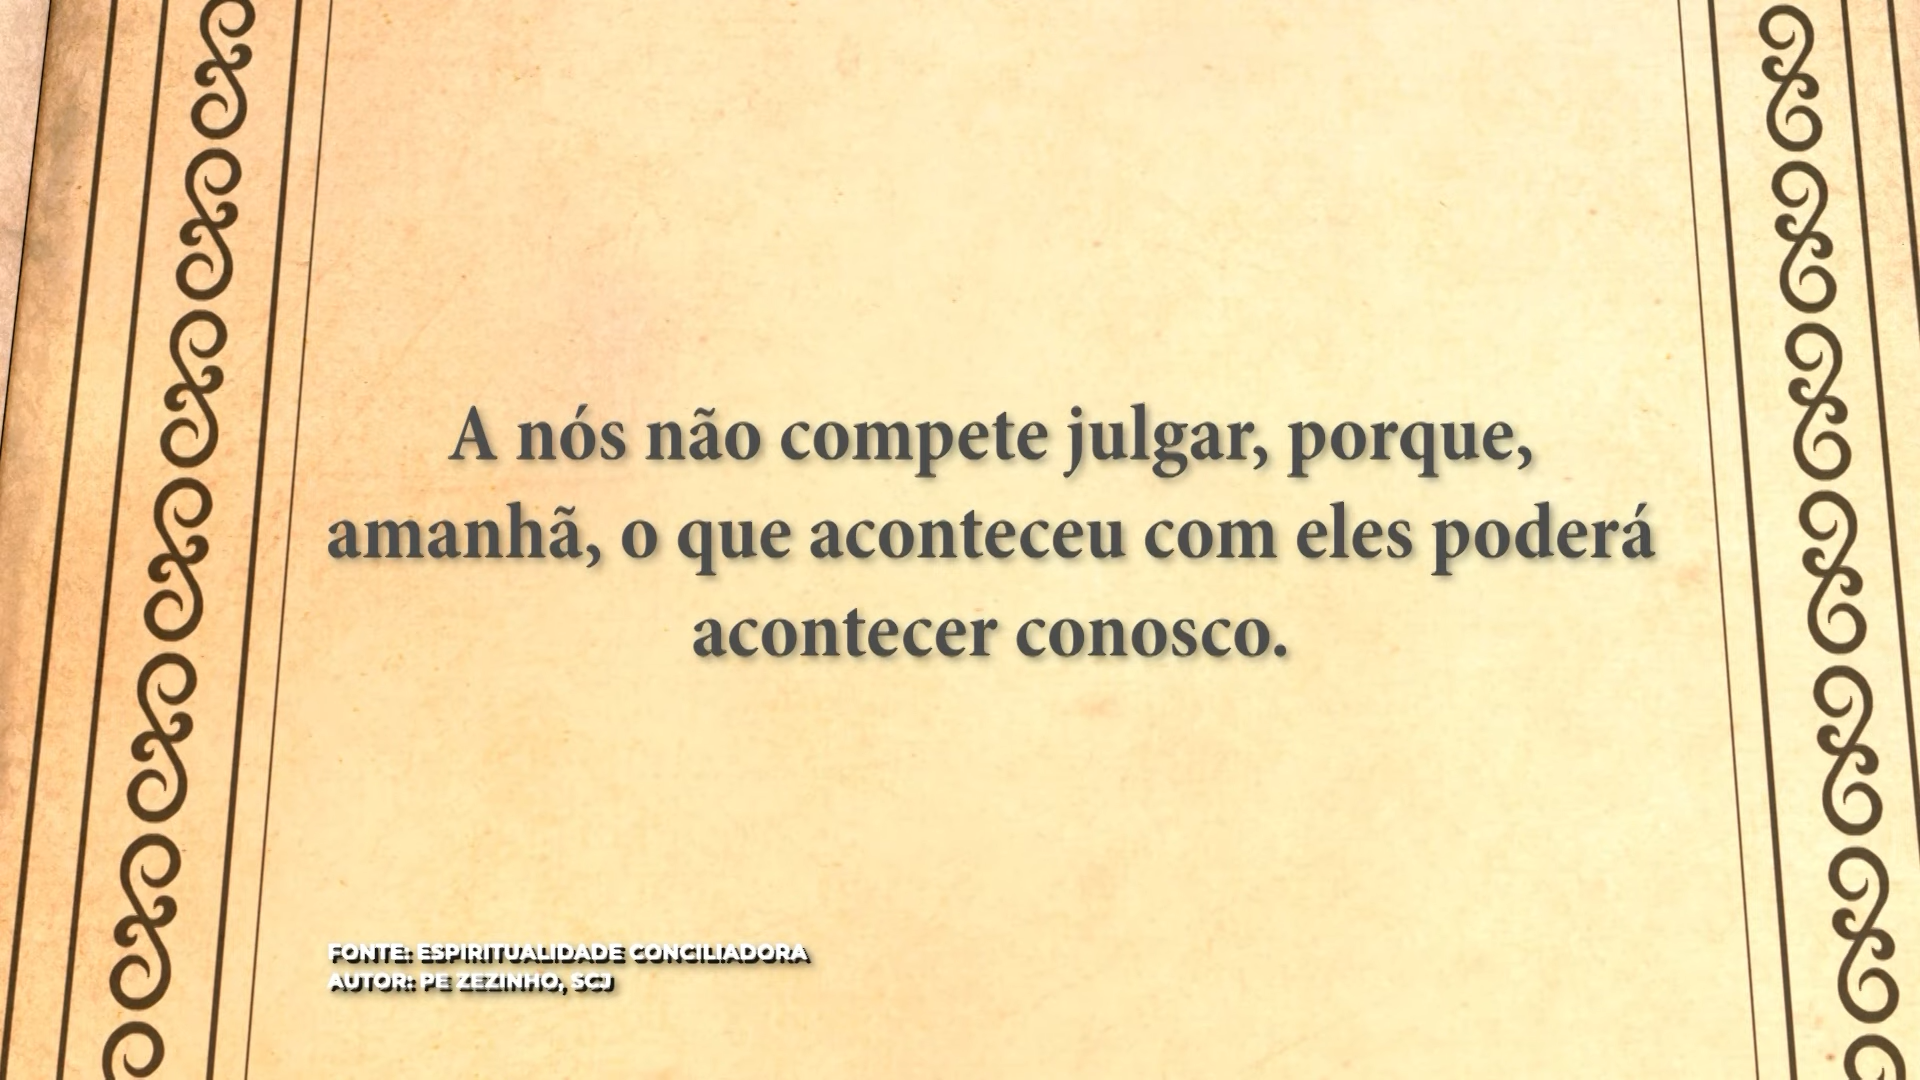 A nós não compete julgar, porque,
amanhã, o que aconteceu com eles poderá
acontecer conosco.
FONTE: ESPIRITUALIDADE CONCILIADORA
AUTOR: PE ZEZINHO, SCJ